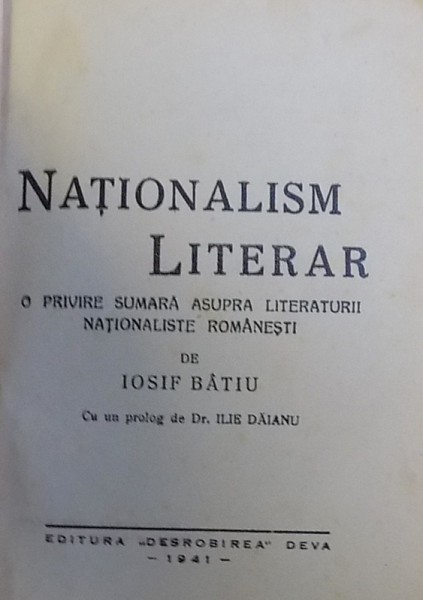 NAȚIONALISM
LITERAR
O PRIVIRE SUMARĂ ASUPRA LITERATURII
NAȚIONALISTE ROMÂNEȘTI
DE
IOSIF BÂTIU
Cu un prolog de Dr. ILIE DĂIANU
EDITURA „DESROBIREA" DEVA
— 1941 —